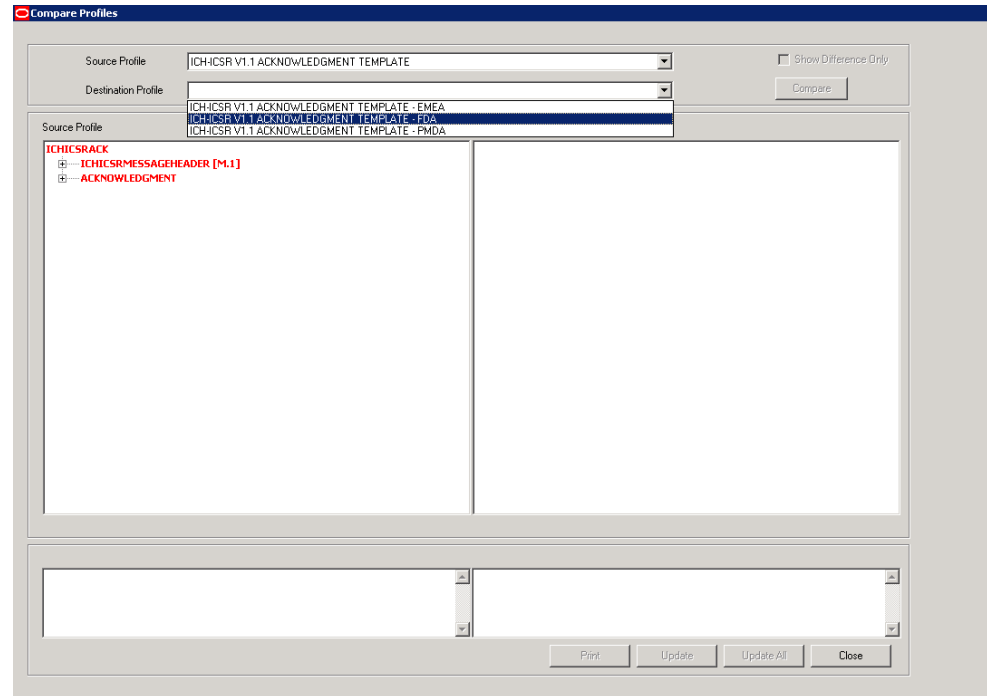 Compare Profiles
Source Profile
ICH-ICSR V1.1 ACKNOWLEDGMENT TEMPLATE
Show Difference Only
Destination Profile
Compare
ICH-ICSR V1.1 ACKNOWLEDGMENT TEMPLATE - EMEA
ICH-ICSR V1.1 ACKNOWLEDGMENT TEMPLATE - FDA
ICH-ICSR V1.1 ACKNOWLEDGMENT TEMPLATE - PMDA
Source Profile
ICHICSRACK
ICHICSRMESSAGEHEADER [M.1]
ACKNOWLEDGMENT
Print Update Update All Close